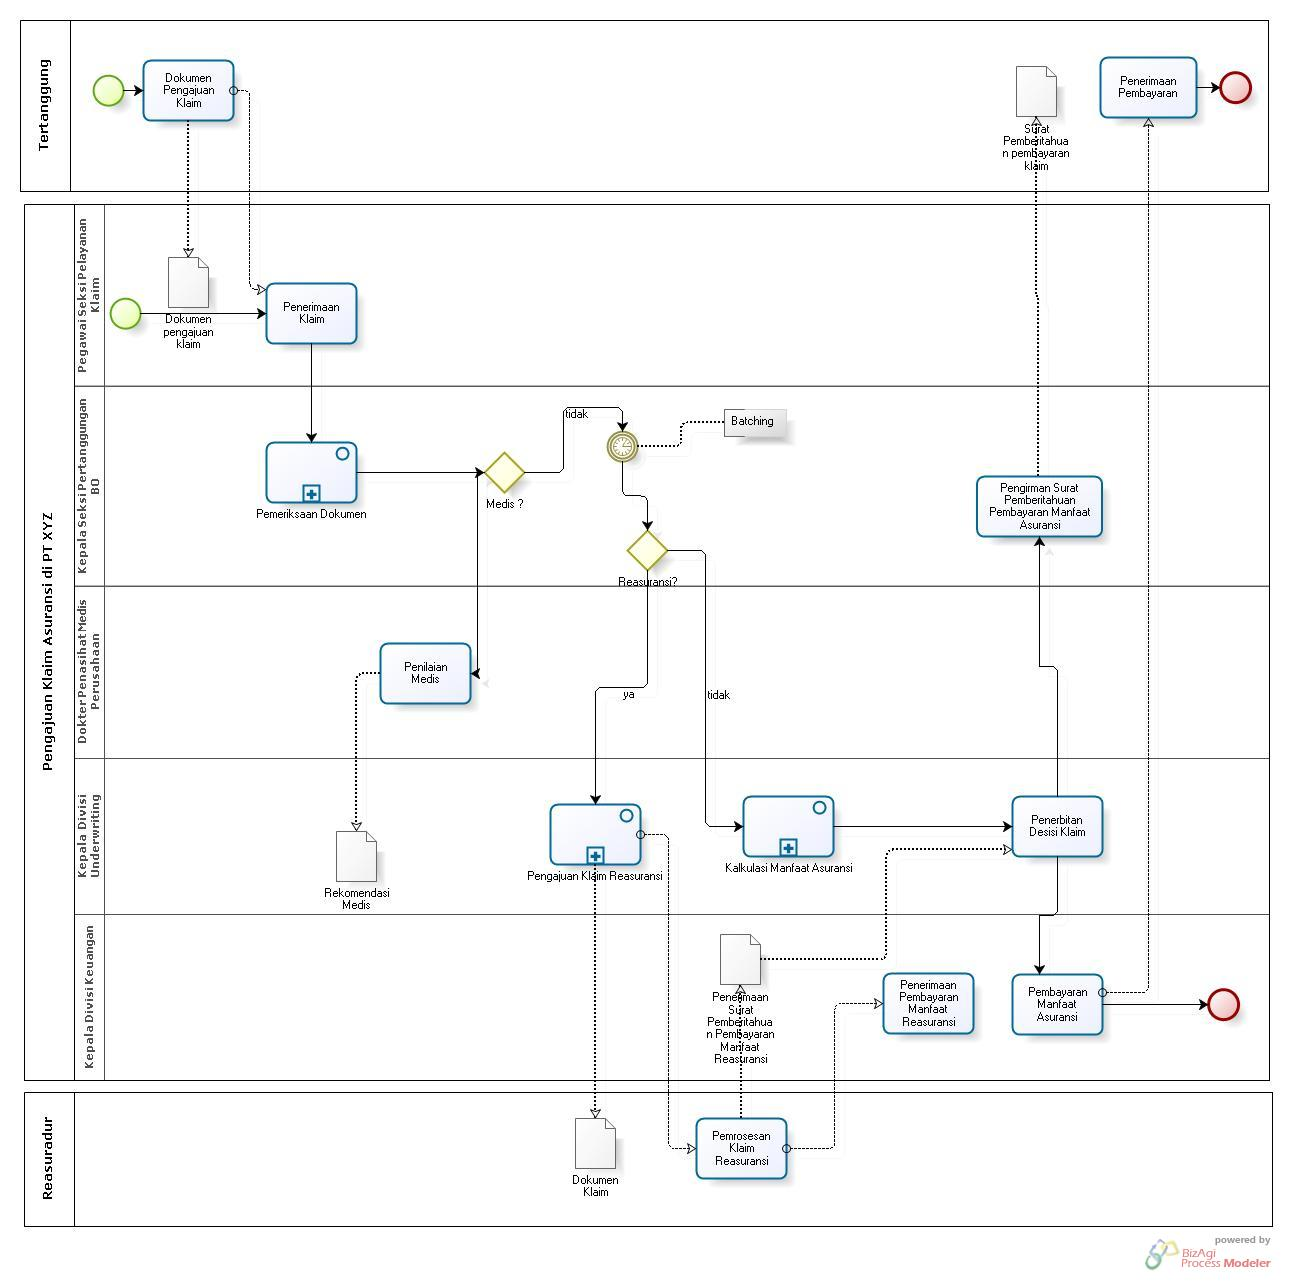 Tertanggung
Dokumen
Pengajuan
Klaim
Surat
Pemberitahua
n pembayaran
klaim
Penerimaan
Pembayaran
Pengajuan Klaim Asuransi di PT XYZ
Pegawai Seksi Pelayanan
Klaim
Dokumen
pengajuan
klaim
Penerimaan
Klaim
Kepala Seksi Pertanggungan
BO
Pemeriksaan Dokumen
Medis ?
tidak
Batching
Reasuransi?
Pengirman Surat
Pemberitahuan
Pembayaran Manfaat
Asuransi
Dokter Penasihat Medis
Perusahaan
Penilaian
Medis
ya
tidak
Kepala Divisi
Underwriting
Rekomendasi
Medis
Pengajuan Klaim Reasuransi
Kalkulasi Manfaat Asuransi
Penerbitan
Desisi Klaim
Kepala Divisi Keuangan
Penerimaan
Surat
Pemberitahua
n Pembayaran
Manfaat
Reasuransi
Penerimaan
Pembayaran
Manfaat
Reasuransi
Pembayaran
Manfaat
Asuransi
Reasuradur
Dokumen
Klaim
Pemrosesan
Klaim
Reasuransi
powered by
BizAgi
Process Modeler